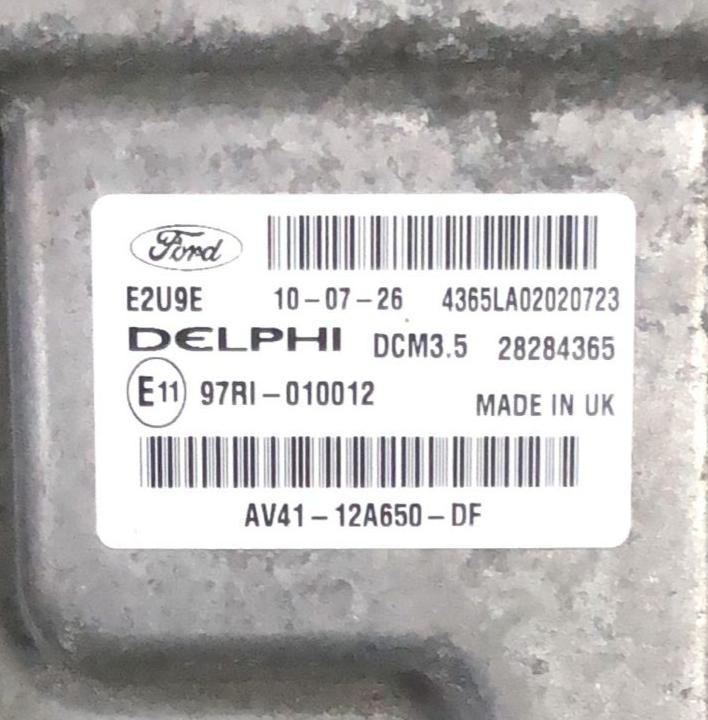 Ford
E2U9E 10-07-26 4365LA02020723
DELPHI DCM3.5 28284365
E11 97RI-010012 MADE IN UK
AV41-12A650-DF